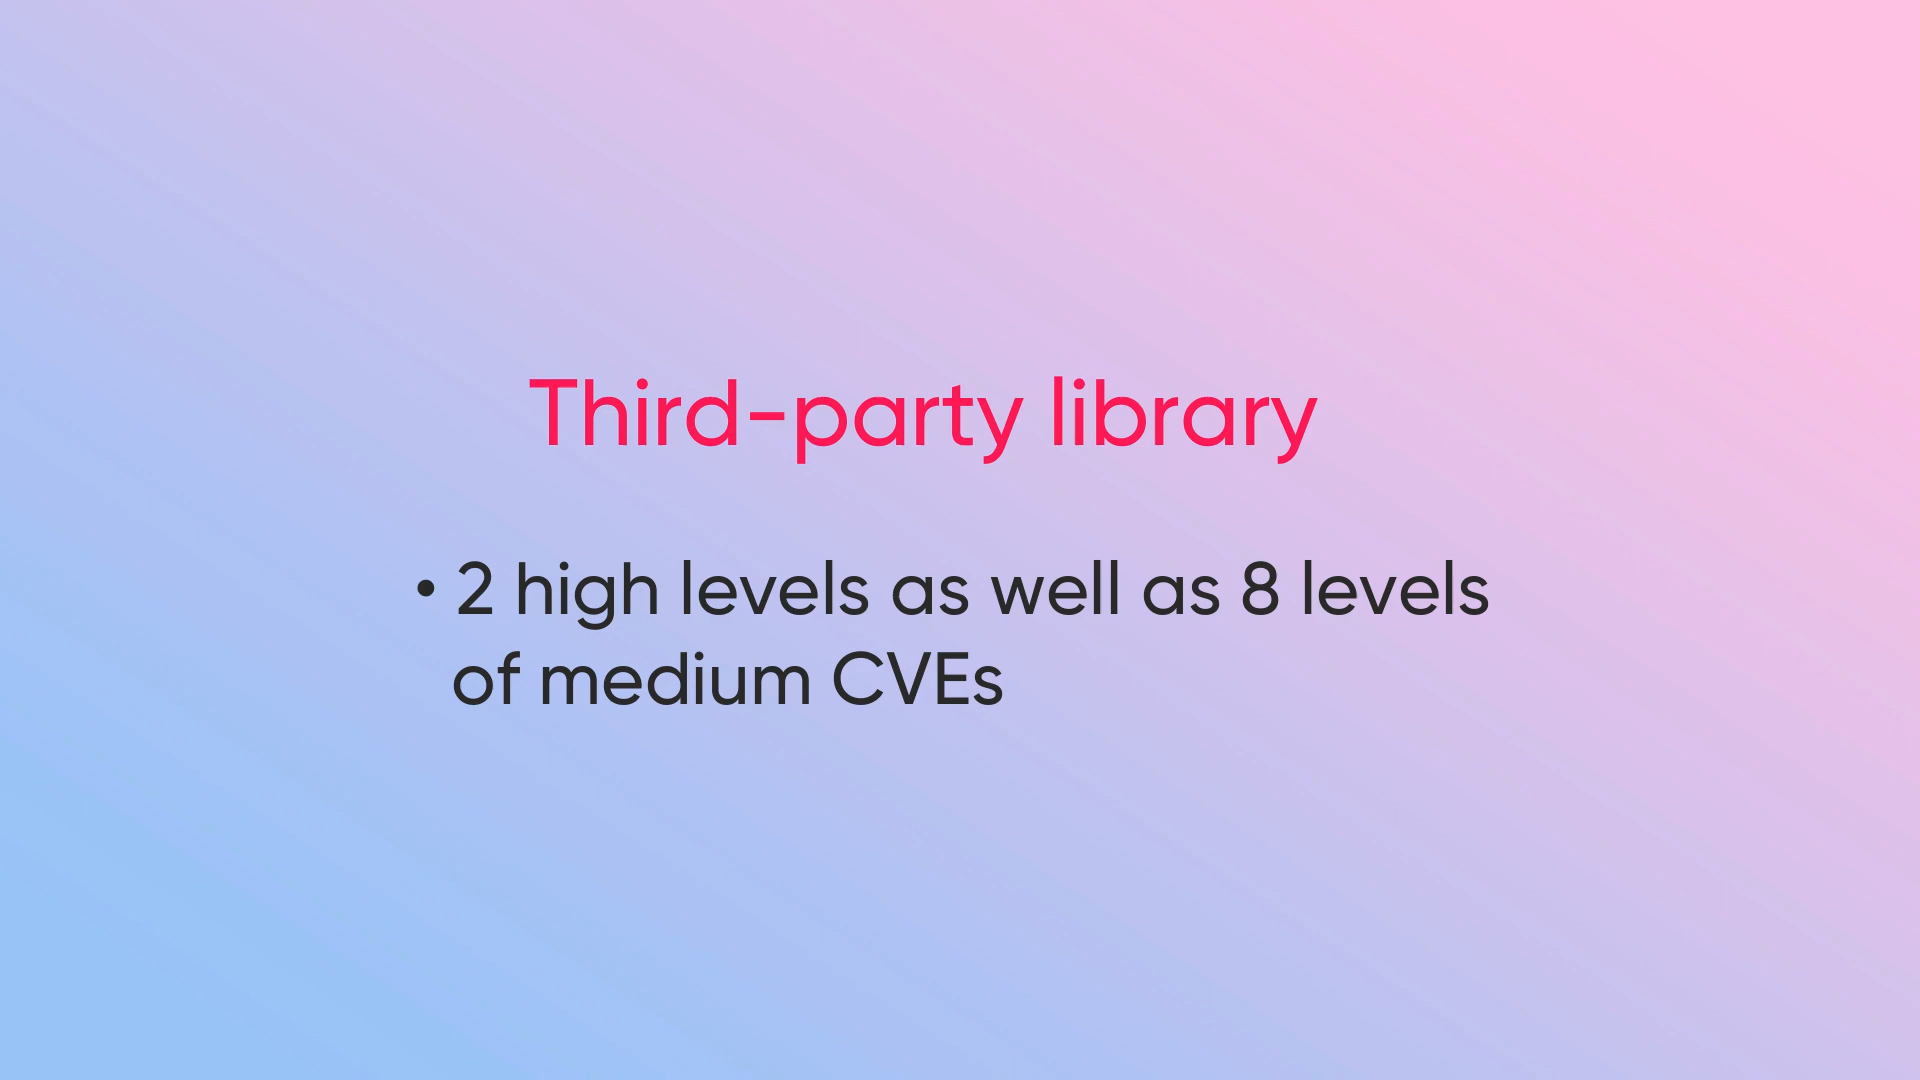 Third-party library
• 2 high levels as well as 8 levels
of medium CVEs